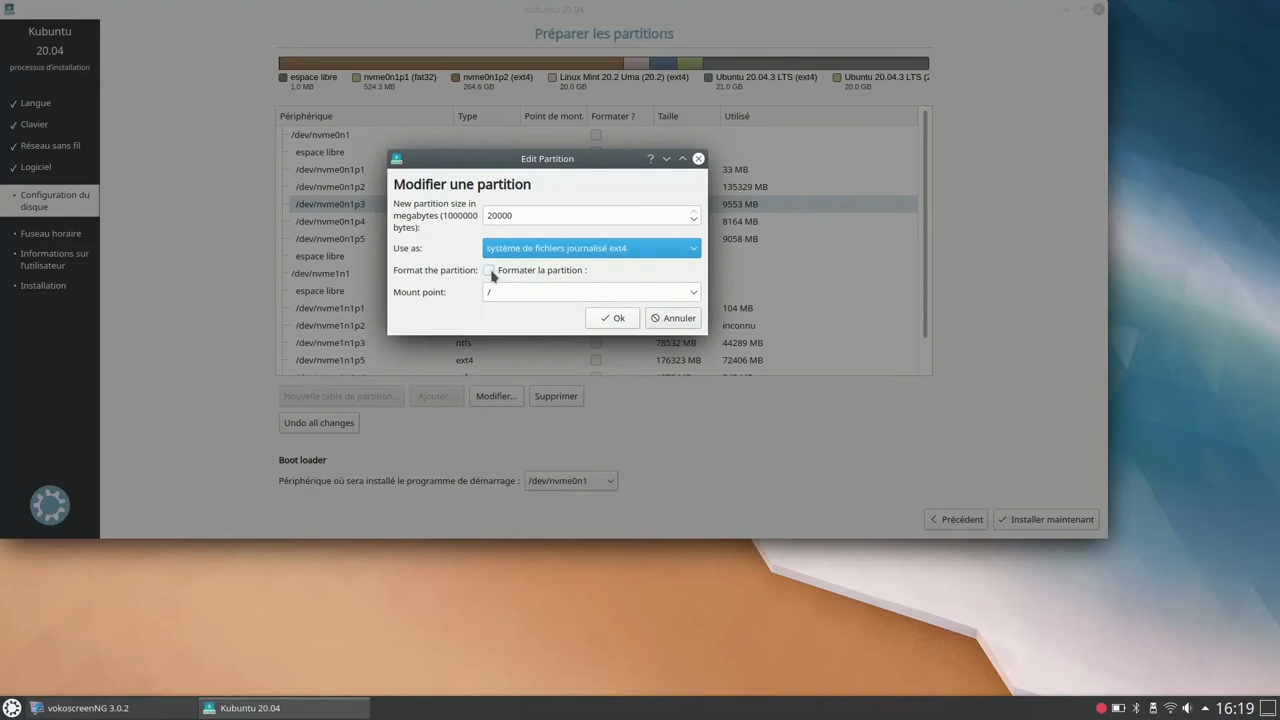 Kubuntu 20.04
Kubuntu
20.04
processus d'installation
✓ Langue
✓ Clavier
✓ Réseau sans fil
✓ Logiciel
Configuration du
disque
Fuseau horaire
Informations sur
l'utilisateur
Installation
Préparer les partitions
espace libre nvme0n1p1 (fat32) nvme0n1p2 (ext4) Linux Mint 20.2 Uma (20.2) (ext4) Ubuntu 20.04.3 LTS (ext4) Ubuntu 20.04.3 LTS (2
1.0 MB 524.3 MB 264.6 GB 20.0 GB 21.0 GB 20.0 GB
Périphérique Type Point de mont. Formater ? Taille Utilisé
/dev/nvme0n1
espace libre
/dev/nvme0n1p1 33 MB
/dev/nvme0n1p2 135329 MB
/dev/nvme0n1p3 9553 MB
/dev/nvme0n1p4 8164 MB
/dev/nvme0n1p5 9058 MB
espace libre
/dev/nvme1n1
espace libre
/dev/nvme1n1p1 104 MB
/dev/nvme1n1p2 inconnu
/dev/nvme1n1p3 ntfs 78532 MB 44289 MB
/dev/nvme1n1p5 ext4 176323 MB 72406 MB
Edit Partition
?
Modifier une partition
New partition size in
megabytes (1000000
bytes):
20000
Use as: système de fichiers journalisé ext4
Format the partition: Formater la partition :
Mount point: /
Ok Annuler
Nouvelle table de partition... Ajouter... Modifier... Supprimer
Undo all changes
Boot loader
Périphérique où sera installé le programme de démarrage : /dev/nvme0n1
Précédent Installer maintenant
vokoscreenNG 3.0.2 Kubuntu 20.04 16:19